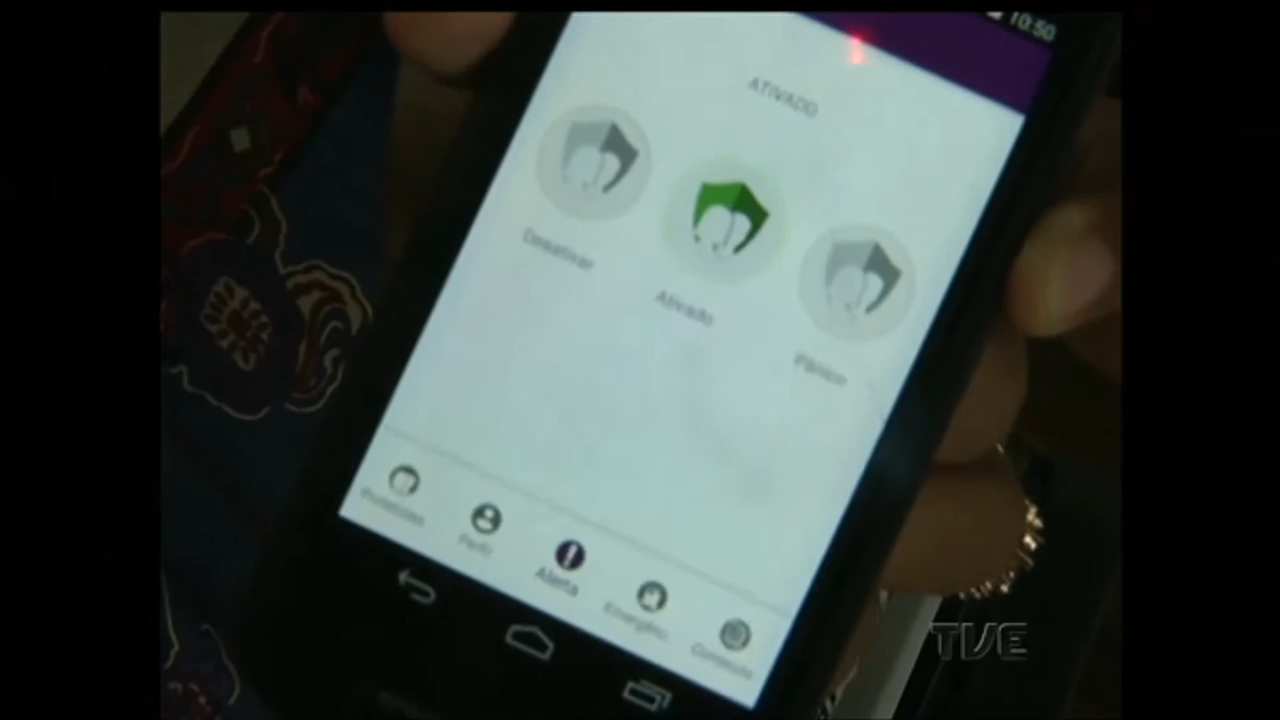 10:50
ATIVADO
Desativar
Ativado
Pânico
Perfil
Alerta
TVE